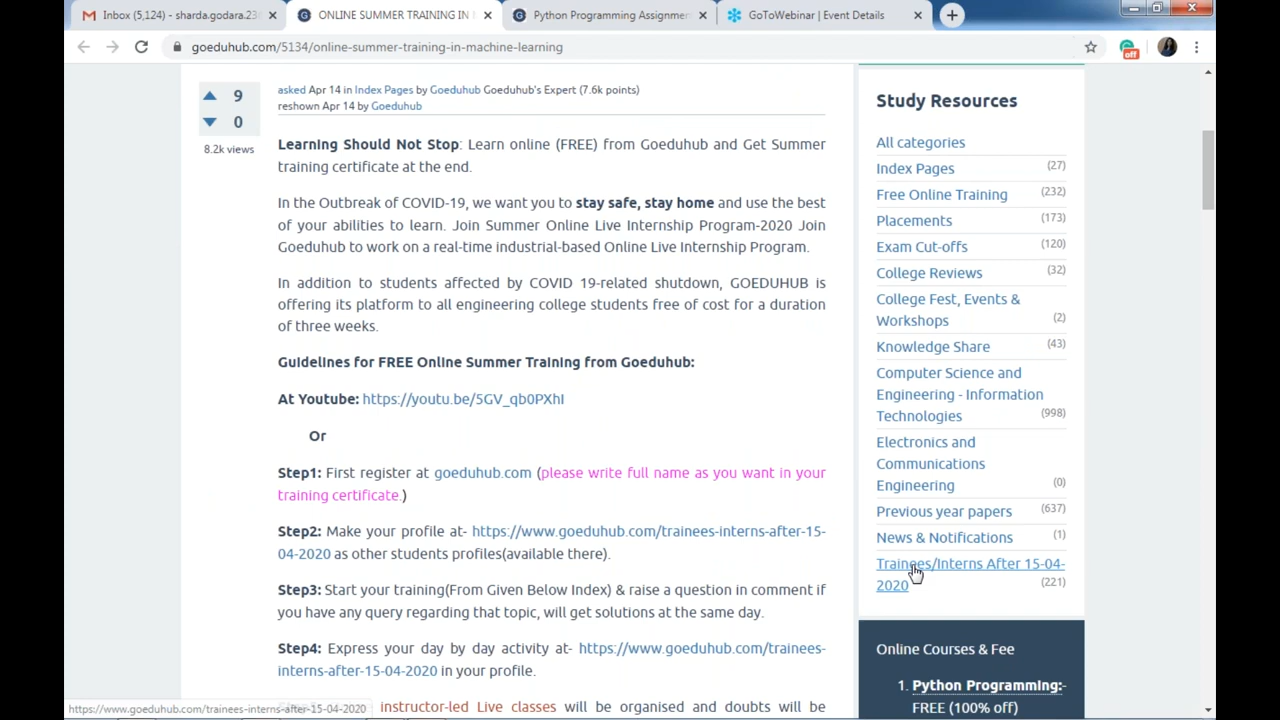 Inbox (5,124) - sharda.godara.23
ONLINE SUMMER TRAINING IN
Python Programming Assignmen
GoToWebinar | Event Details
goeduhub.com/5134/online-summer-training-in-machine-learning
off
9
0
8.2k views
asked Apr 14 in Index Pages by Goeduhub Goeduhub's Expert (7.6k points)
reshown Apr 14 by Goeduhub
Learning Should Not Stop: Learn online (FREE) from Goeduhub and Get Summer
training certificate at the end.
In the Outbreak of COVID-19, we want you to stay safe, stay home and use the best
of your abilities to learn. Join Summer Online Live Internship Program-2020 Join
Goeduhub to work on a real-time industrial-based Online Live Internship Program.
In addition to students affected by COVID 19-related shutdown, GOEDUHUB is
offering its platform to all engineering college students free of cost for a duration
of three weeks.
Guidelines for FREE Online Summer Training from Goeduhub:
At Youtube: https://youtu.be/5GV_qb0PXhI
Or
Step1: First register at goeduhub.com (please write full name as you want in your
training certificate.)
Step2: Make your profile at- https://www.goeduhub.com/trainees-interns-after-15-
04-2020 as other students profiles(available there).
Step3: Start your training(From Given Below Index) & raise a question in comment if
you have any query regarding that topic, will get solutions at the same day.
Step4: Express your day by day activity at- https://www.goeduhub.com/trainees-
interns-after-15-04-2020 in your profile.
instructor-led Live classes will be organised and doubts will be
https://www.goeduhub.com/trainees-interns-after-15-04-2020
Study Resources
All categories
Index Pages (27)
Free Online Training (232)
Placements (173)
Exam Cut-offs (120)
College Reviews (32)
College Fest, Events &
Workshops (2)
Knowledge Share (43)
Computer Science and
Engineering - Information
Technologies (998)
Electronics and
Communications
Engineering (0)
Previous year papers (637)
News & Notifications (1)
Trainees/Interns After 15-04-
2020 (221)
Online Courses & Fee
1. Python Programming:-
FREE (100% off)